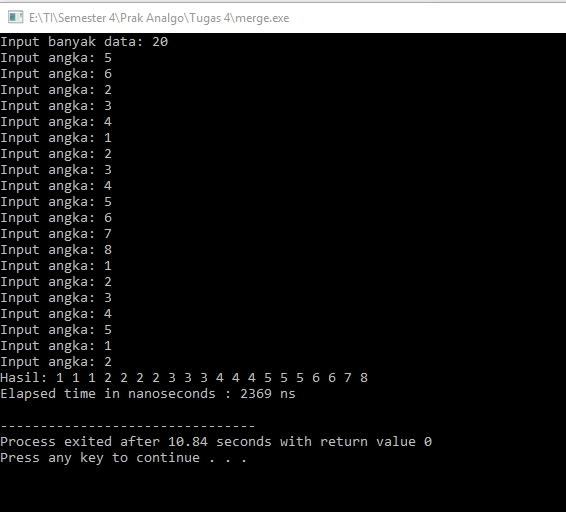 E:\TI\Semester 4\Prak Analgo\Tugas 4\merge.exe
Input banyak data: 20
Input angka: 5
Input angka: 6
Input angka: 2
Input angka: 3
Input angka: 4
Input angka: 1
Input angka: 2
Input angka: 3
Input angka: 4
Input angka: 5
Input angka: 6
Input angka: 7
Input angka: 8
Input angka: 1
Input angka: 2
Input angka: 3
Input angka: 4
Input angka: 5
Input angka: 1
Input angka: 2
Hasil: 1 1 1 2 2 2 2 3 3 3 4 4 4 5 5 5 6 6 7 8
Elapsed time in nanoseconds : 2369 ns
--------------------------------
Process exited after 10.84 seconds with return value 0
Press any key to continue . . .